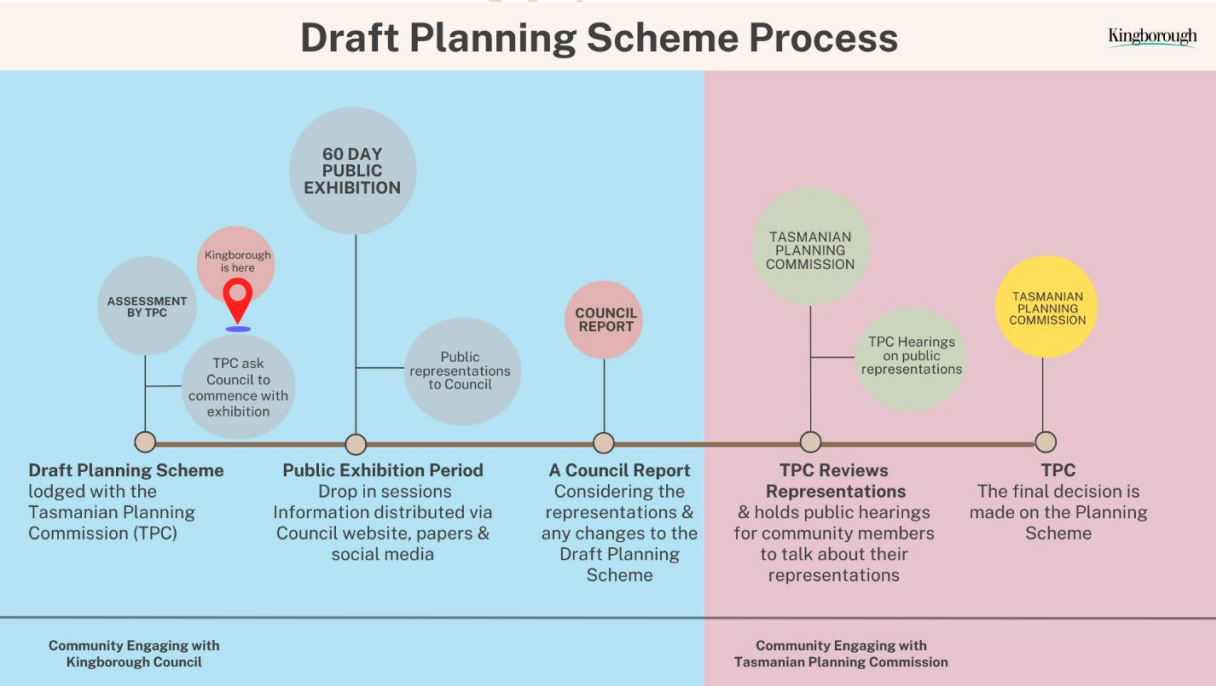 Draft Planning Scheme Process
Kingborough
60 DAY
PUBLIC
EXHIBITION
Kingborough
is here
ASSESSMENT
BY TPC
TPC ask
Council to
commence with
exhibition
Public
representations
to Council
COUNCIL
REPORT
TASMANIAN
PLANNING
COMMISSION
TPC Hearings
on public
representations
TASMANIAN
PLANNING
COMMISSION
Draft Planning Scheme
lodged with the
Tasmanian Planning
Commission (TPC)
Public Exhibition Period
Drop in sessions
Information distributed via
Council website, papers &
social media
A Council Report
Considering the
representations &
any changes to the
Draft Planning
Scheme
TPC Reviews
Representations
& holds public hearings
for community members
to talk about their
representations
TPC
The final decision is
made on the Planning
Scheme
Community Engaging with
Kingborough Council
Community Engaging with
Tasmanian Planning Commission